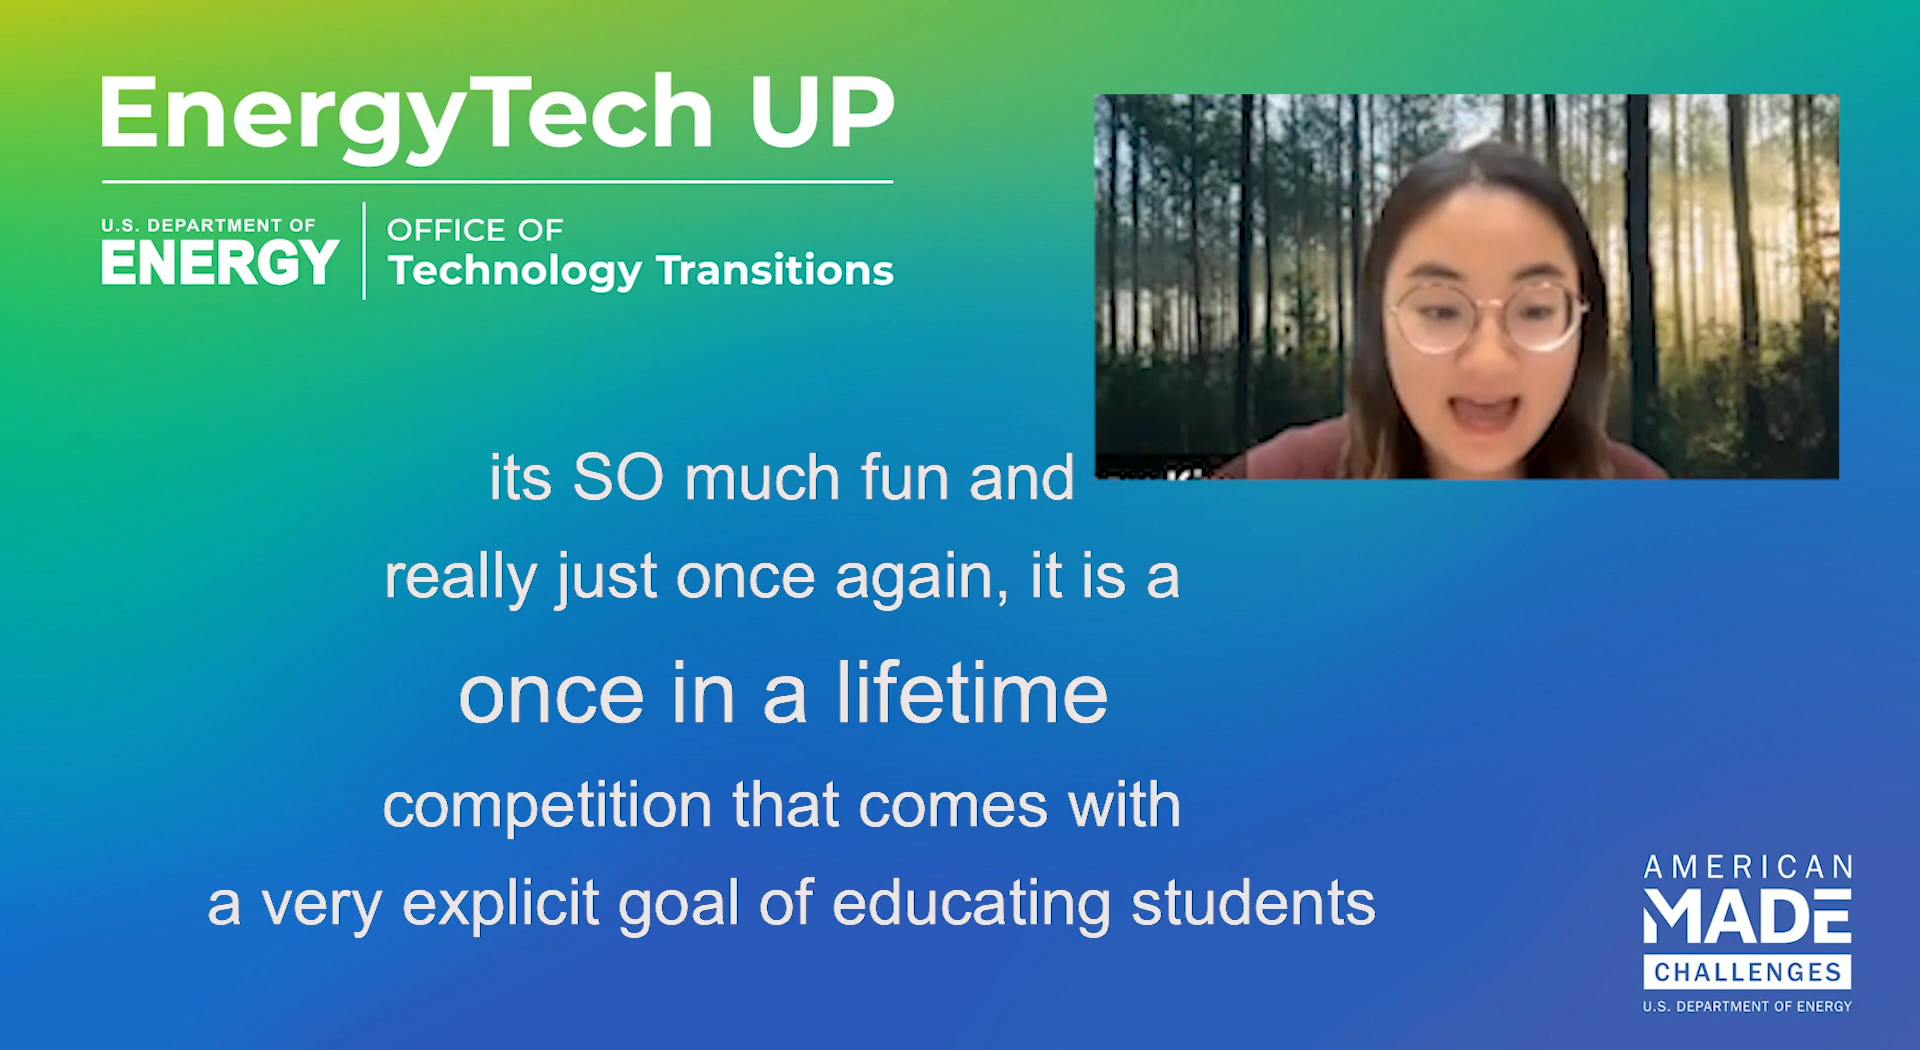 EnergyTech UP
U.S. DEPARTMENT OF
ENERGY
OFFICE OF
Technology Transitions
its SO much fun and
really just once again, it is a
once in a lifetime
competition that comes with
a very explicit goal of educating students
AMERICAN
MADE
CHALLENGES
U.S. DEPARTMENT OF ENERGY